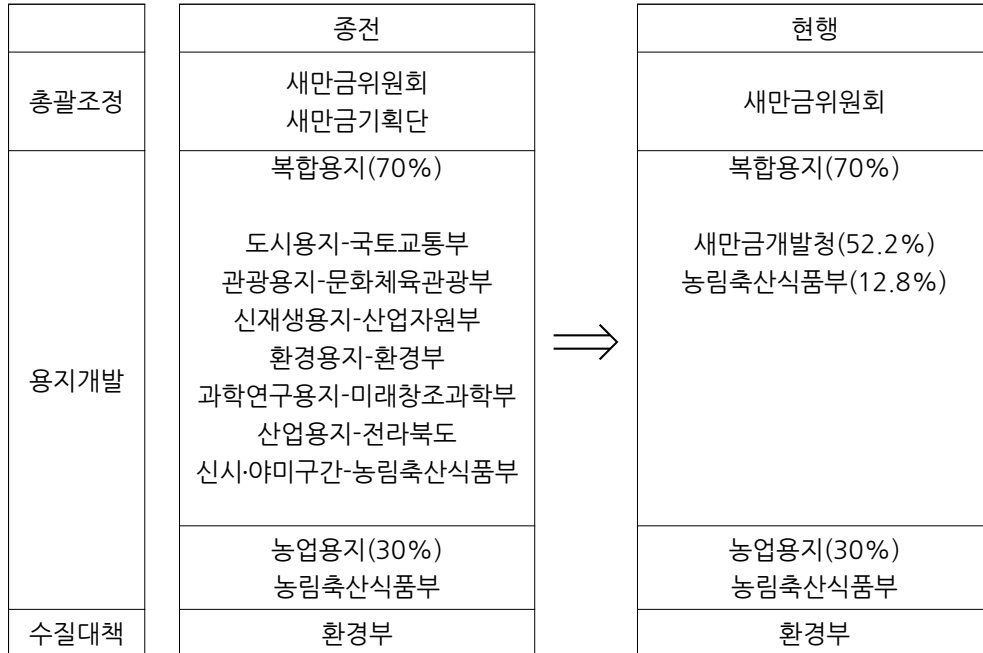 종전
현행
총괄조정
새만금위원회
새만금기획단
새만금위원회
용지개발
복합용지(70%)
도시용지-국토교통부
관광용지-문화체육관광부
신재생용지-산업자원부
환경용지-환경부
과학연구용지-미래창조과학부
산업용지-전라북도
신시·야미구간-농림축산식품부
농업용지(30%)
농림축산식품부
⇒
복합용지(70%)
새만금개발청(52.2%)
농림축산식품부(12.8%)
농업용지(30%)
농림축산식품부
수질대책
환경부
환경부